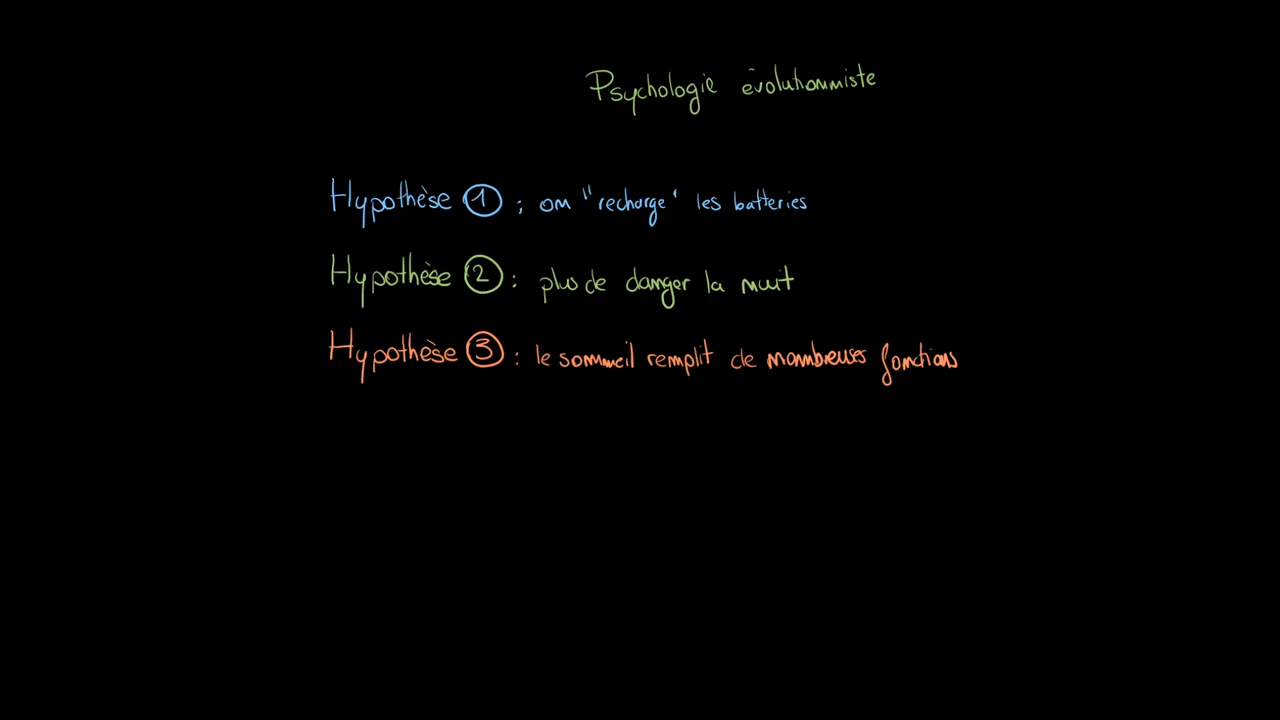 Psychologie évolutionniste
Hypothèse 1 : on "recharge" les batteries
Hypothèse 2 : plus de danger la nuit
Hypothèse 3 : le sommeil remplit de nombreuses fonctions